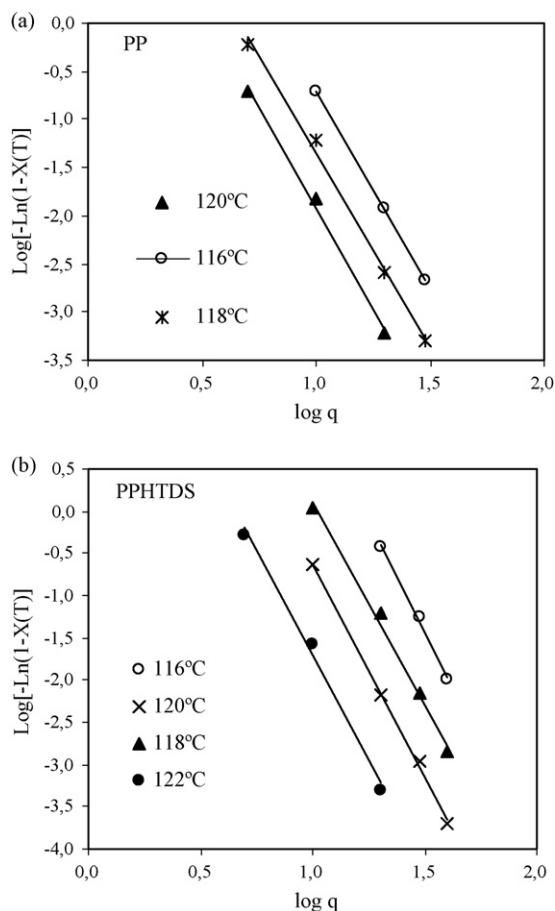 (a)
PP
Log[-Ln(1-X(T)]
0,0
-0,5
-1,0
-1,5
-2,0
-2,5
-3,0
-3,5
120ºC
116ºC
118ºC
0,0 0,5 1,0 1,5 2,0
log q
(b)
PPHTDS
Log[-Ln(1-X(T)]
0,5
0,0
-0,5
-1,0
-1,5
-2,0
-2,5
-3,0
-3,5
-4,0
116ºC
120ºC
118ºC
122ºC
0,0 0,5 1,0 1,5 2,0
log q